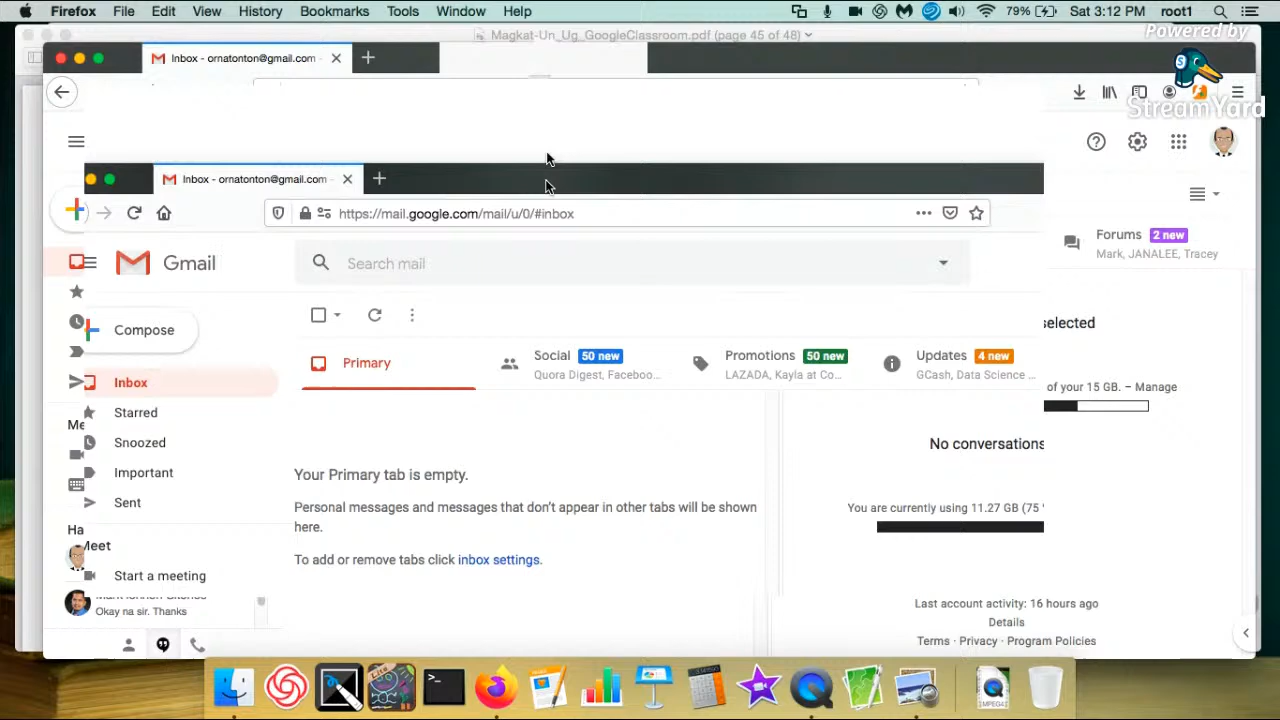 Firefox File Edit View History Bookmarks Tools Window Help 79% Sat 3:12 PM root1
Magkat-Un_Ug_GoogleClassroom.pdf (page 45 of 48)
Powered by
StreamYard
Inbox - ornatonton@gmail.com
Inbox - ornatonton@gmail.com
https://mail.google.com/mail/u/0/#inbox
Gmail
Search mail
Forums 2 new
Mark, JANALEE, Tracey
Compose
selected
Primary
Social 50 new
Quora Digest, Faceboo...
Promotions 50 new
LAZADA, Kayla at Co...
Updates 4 new
GCash, Data Science ...
of your 15 GB. – Manage
Inbox
Starred
Me
Snoozed
No conversations
Important
Your Primary tab is empty.
Sent
Personal messages and messages that don't appear in other tabs will be shown
here.
You are currently using 11.27 GB (75
Ha
Meet
To add or remove tabs click inbox settings.
Start a meeting
Okay na sir. Thanks
Last account activity: 16 hours ago
Details
Terms · Privacy · Program Policies
MPEG4